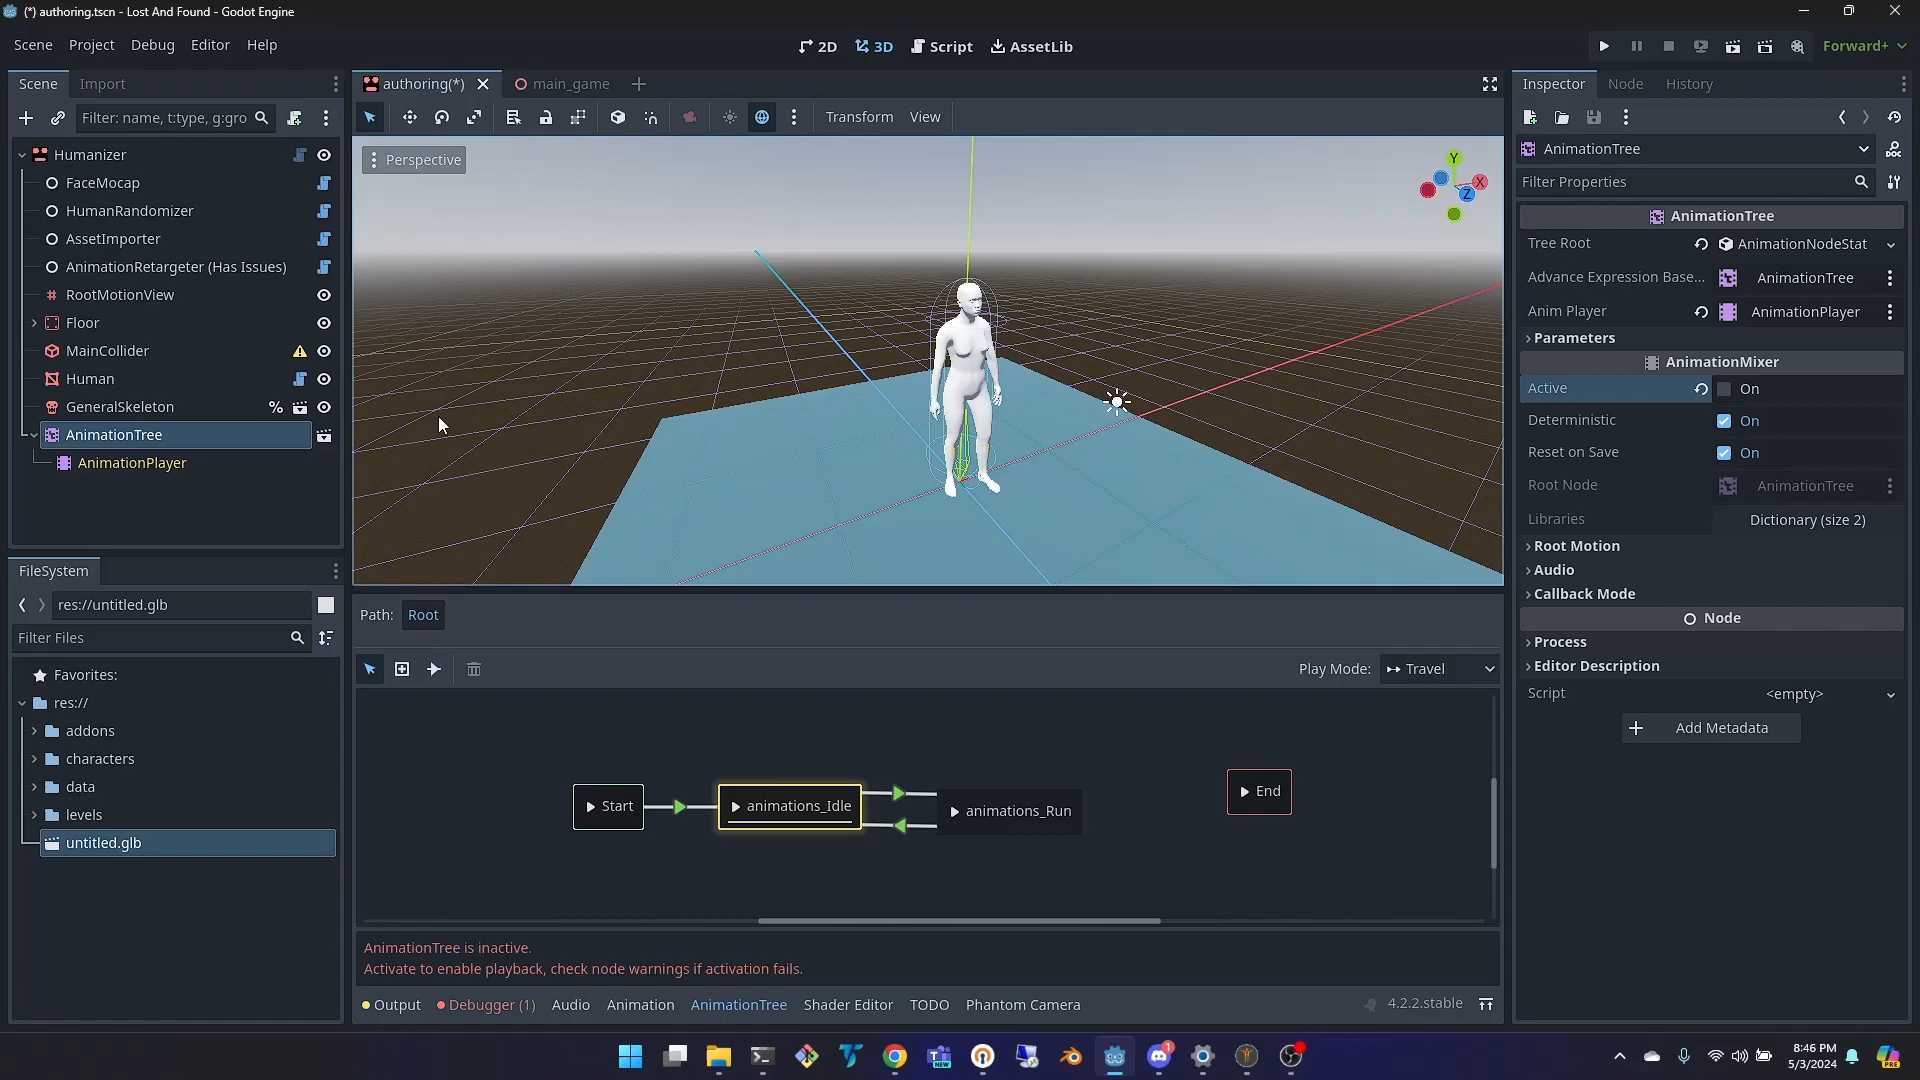 (*) authoring.tscn - Lost And Found - Godot Engine
Scene Project Debug Editor Help
2D 3D Script AssetLib
Forward+
Scene Import
authoring(*) main_game
Inspector Node History
Filter: name, t:type, g:gro
Transform View
Humanizer
FaceMocap
HumanRandomizer
AssetImporter
AnimationRetargeter (Has Issues)
RootMotionView
Floor
MainCollider
Human
GeneralSkeleton
%
AnimationTree
AnimationPlayer
Perspective
Y
X
Z
AnimationTree
Filter Properties
AnimationTree
Tree Root AnimationNodeStat
Advance Expression Base... AnimationTree
Anim Player AnimationPlayer
Parameters
AnimationMixer
Active On
Deterministic On
Reset on Save On
Root Node AnimationTree
Libraries Dictionary (size 2)
Root Motion
Audio
Callback Mode
Node
Process
Editor Description
Script <empty>
Add Metadata
FileSystem
res://untitled.glb
Filter Files
Favorites:
res://
addons
characters
data
levels
untitled.glb
Path: Root
Play Mode: Travel
Start
animations_Idle
animations_Run
End
AnimationTree is inactive.
Activate to enable playback, check node warnings if activation fails.
Output Debugger (1) Audio Animation AnimationTree Shader Editor TODO Phantom Camera
4.2.2.stable
NEW
1
8:46 PM
5/3/2024
PRE